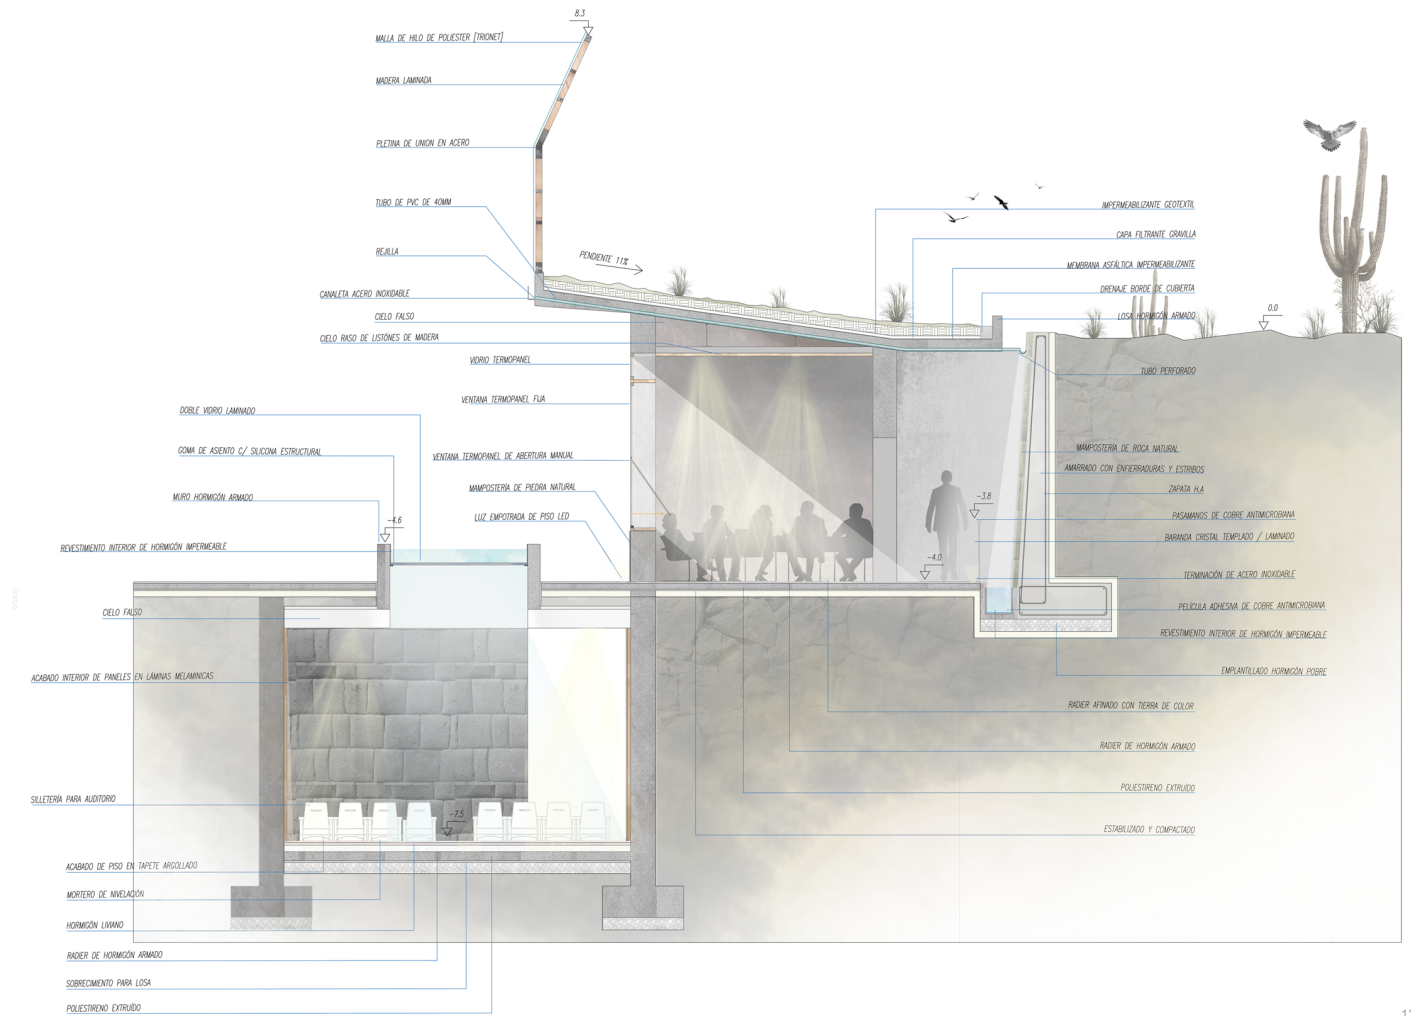 8.3
MALLA DE HILO DE POLIESTER [TRIONET]
MADERA LAMINADA
PLETINA DE UNION EN ACERO
TUBO DE PVC DE 40MM
REJILLA
PENDIENTE 11%
CANALETA ACERO INOXIDABLE
CIELO FALSO
CIELO RASO DE LISTÓNES DE MADERA
VIDRIO TERMOPANEL
VENTANA TERMOPANEL FIJA
DOBLE VIDRIO LAMINADO
GOMA DE ASIENTO C/ SILICONA ESTRUCTURAL
VENTANA TERMOPANEL DE ABERTURA MANUAL
MURO HORMIGÓN ARMADO
MAMPOSTERÍA DE PIEDRA NATURAL
LUZ EMPOTRADA DE PISO LED
-4.6
REVESTIMIENTO INTERIOR DE HORMIGÓN IMPERMEABLE
CIELO FALSO
ACABADO INTERIOR DE PANELES EN LÁMINAS MELAMINICAS
SILLETERÍA PARA AUDITORIO
-7.5
ACABADO DE PISO EN TAPETE ARGOLLADO
MORTERO DE NIVELACIÓN
HORMIGÓN LIVIANO
RADIER DE HORMIGÓN ARMADO
SOBRECIMIENTO PARA LOSA
POLIESTIRENO EXTRUÍDO
IMPERMEABILIZANTE GEOTEXTIL
CAPA FILTRANTE GRAVILLA
MEMBRANA ASFÁLTICA IMPERMEABILIZANTE
DRENAJE BORDE DE CUBIERTA
LOSA HORMIGÓN ARMADO
0.0
TUBO PERFORADO
MAMPOSTERÍA DE ROCA NATURAL
AMARRADO CON ENFIERRADURAS Y ESTRIBOS
ZAPATA H.A
-3.8
PASAMANOS DE COBRE ANTIMICROBIANA
BARANDA CRISTAL TEMPLADO / LAMINADO
-4.0
TERMINACIÓN DE ACERO INOXIDABLE
PELÍCULA ADHESIVA DE COBRE ANTIMICROBIANA
REVESTIMIENTO INTERIOR DE HORMIGÓN IMPERMEABLE
EMPLANTILLADO HORMIGÓN POBRE
RADIER AFINADO CON TIERRA DE COLOR
RADIER DE HORMIGÓN ARMADO
POLIESTIRENO EXTRUÍDO
ESTABILIZADO Y COMPACTADO